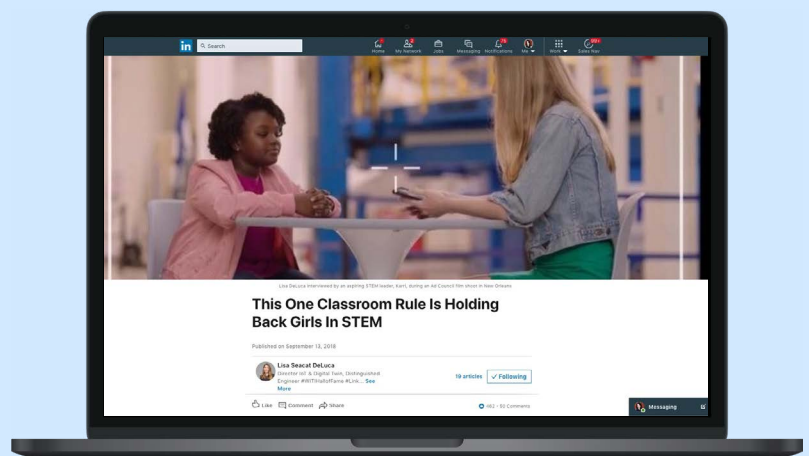 in
Search
Home
My Network
Jobs
Messaging
Notifications
Me
Work
Sales Nav
Lisa DeLuca interviewed by an aspiring STEM leader, Karri, during an Ad Council film shoot in New Orleans
This One Classroom Rule Is Holding
Back Girls In STEM
Published on September 13, 2018
Lisa Seacat DeLuca
Director IoT & Digital Twin, Distinguished
Engineer #WITIHallofFame #Link... See
More
19 articles
Following
Like
Comment
Share
Messaging